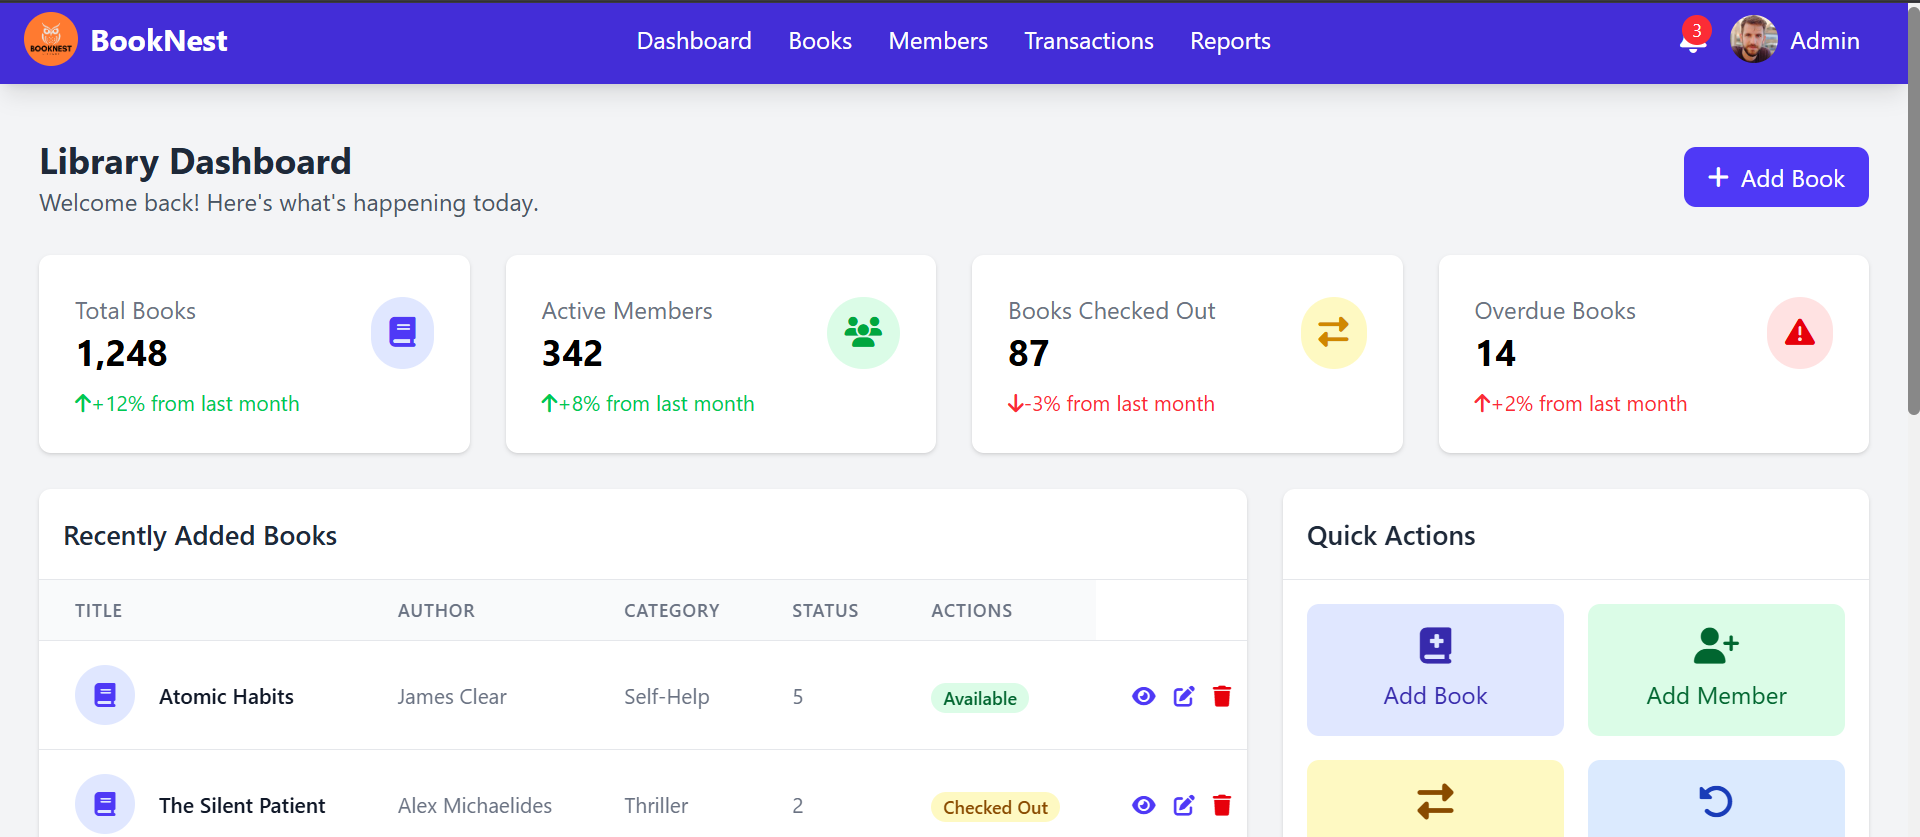 BOOKNEST
BookNest
Dashboard Books Members Transactions Reports
3
Admin
Library Dashboard
Welcome back! Here's what's happening today.
+ Add Book
Total Books
1,248
+12% from last month
Active Members
342
+8% from last month
Books Checked Out
87
-3% from last month
Overdue Books
14
+2% from last month
Recently Added Books
TITLE AUTHOR CATEGORY STATUS ACTIONS
Atomic Habits James Clear Self-Help 5 Available
The Silent Patient Alex Michaelides Thriller 2 Checked Out
Quick Actions
Add Book
Add Member